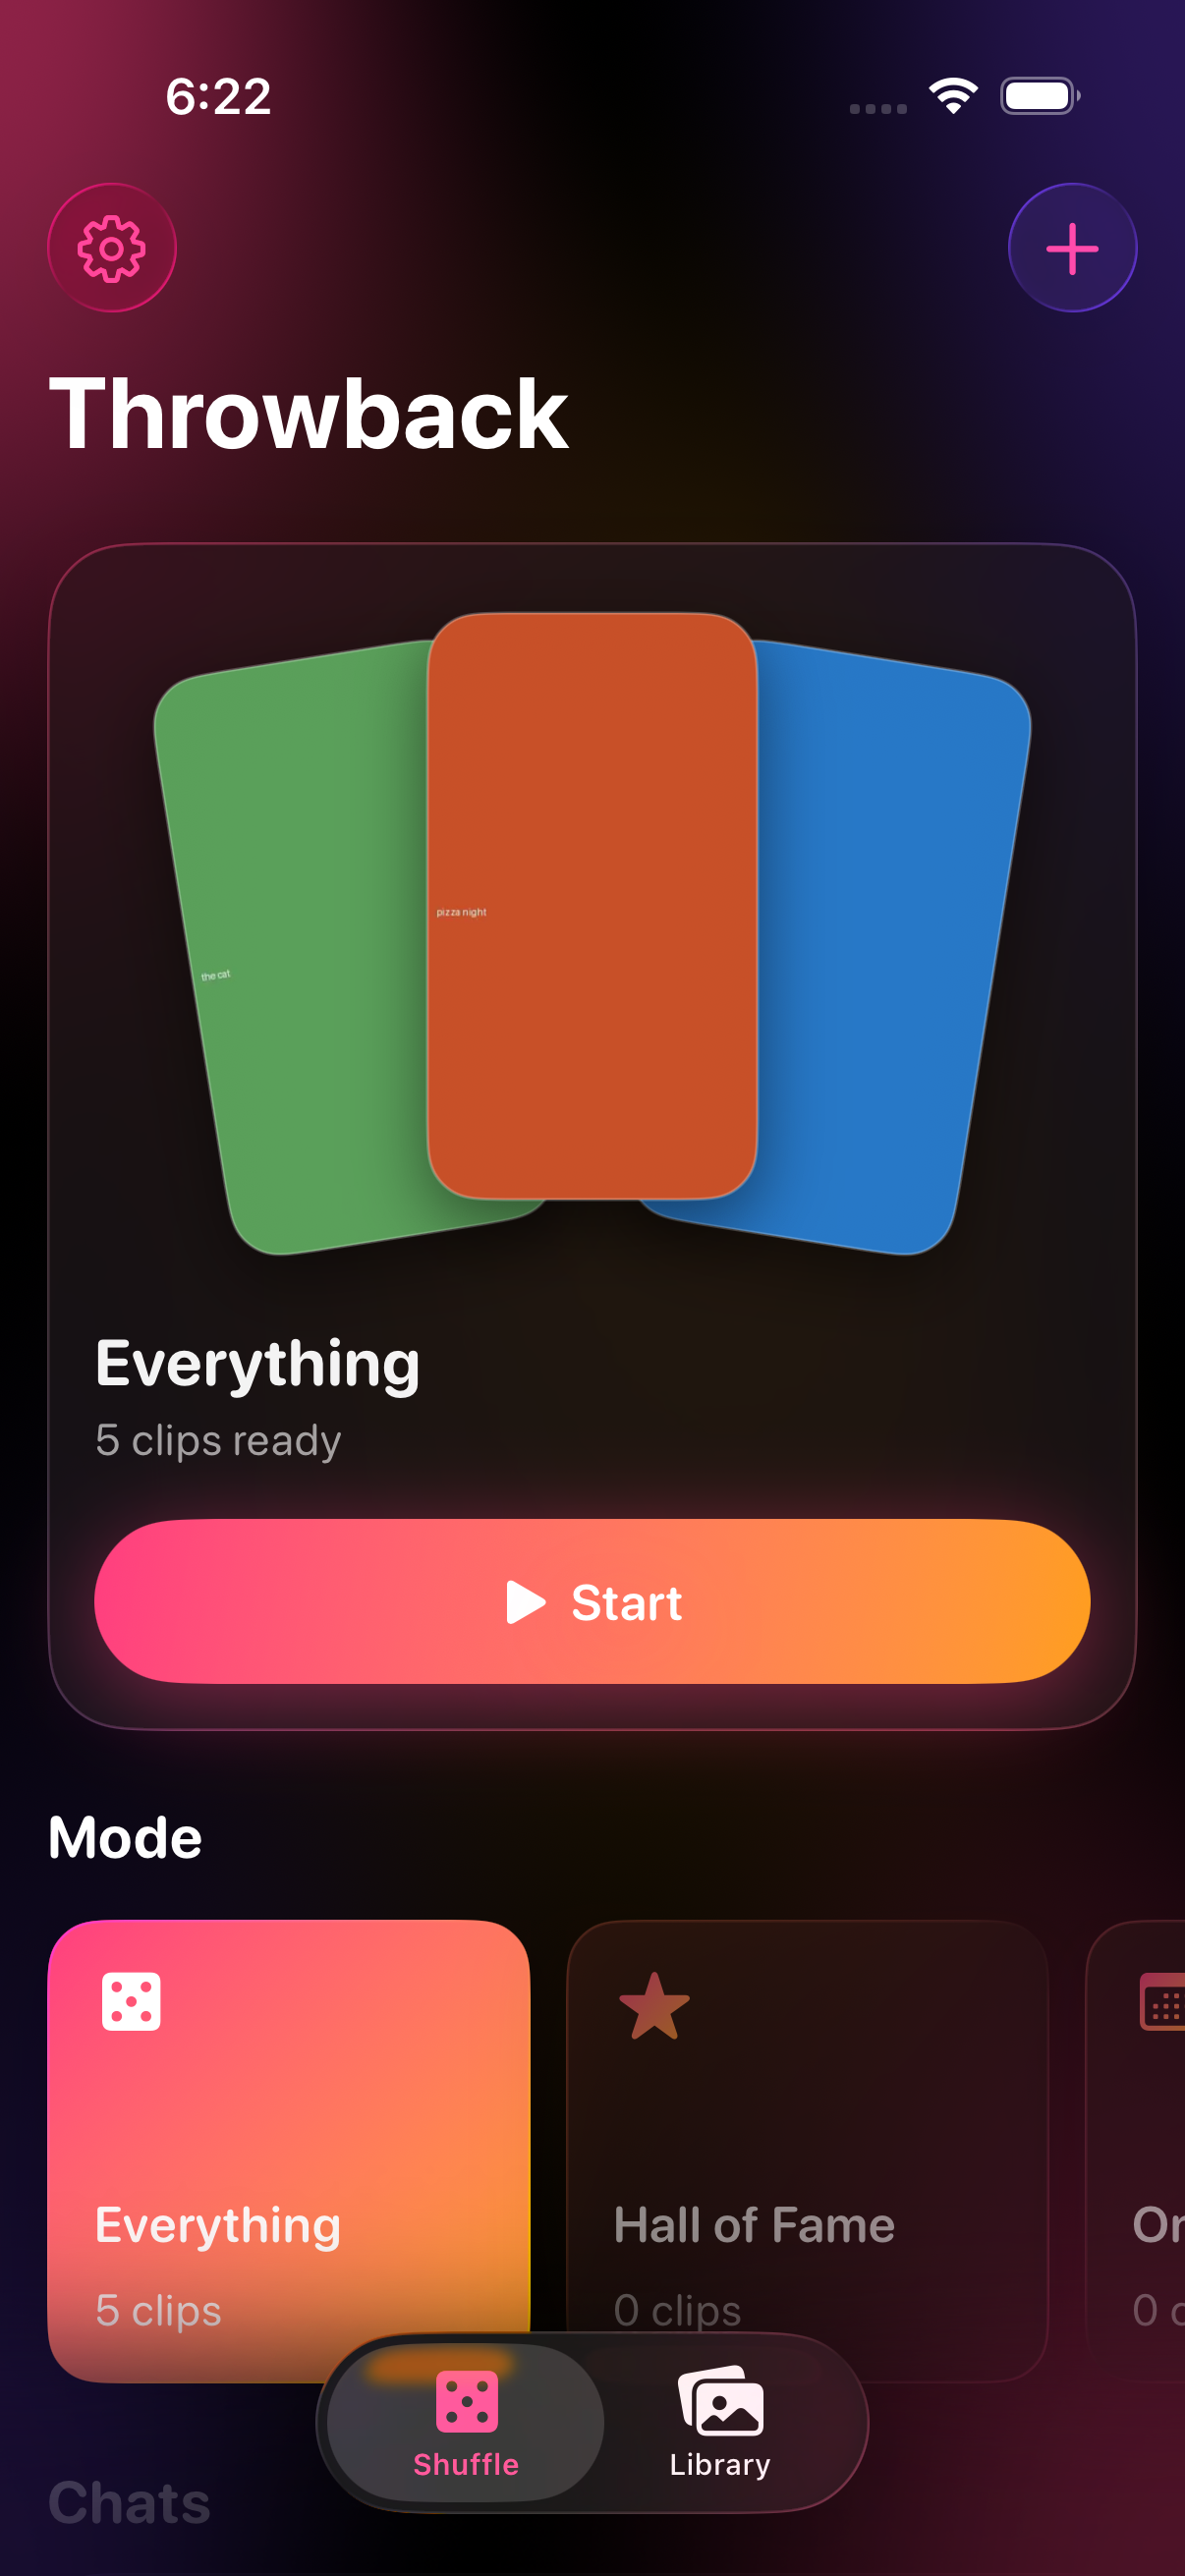 6:22
Throwback
the cat
pizza night
Everything
5 clips ready
Start
Mode
Everything
5 clips
Hall of Fame
0 clips
0
Shuffle
Library
Chats